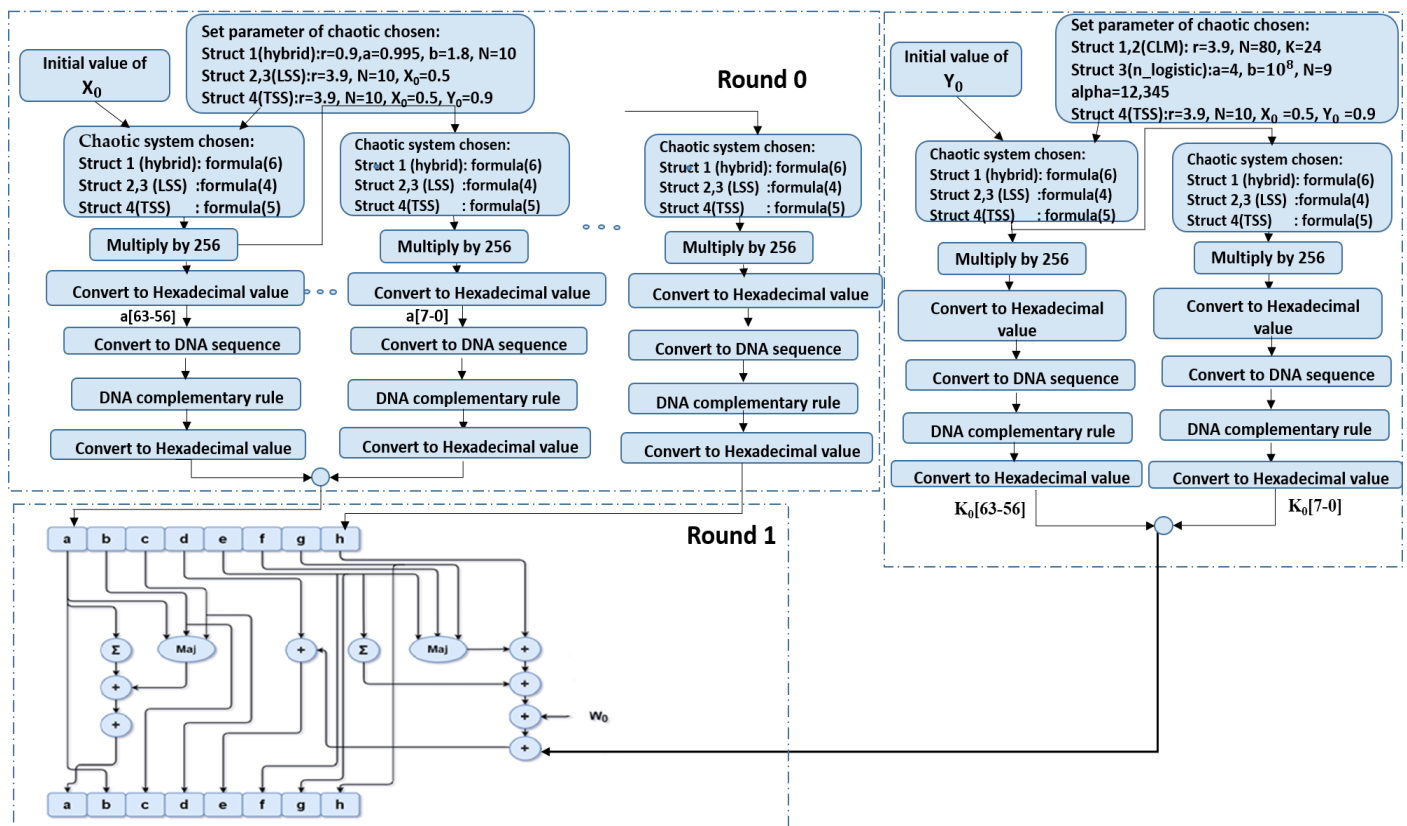 Set parameter of chaotic chosen:
Struct 1(hybrid):r=0.9,a=0.995, b=1.8, N=10
Struct 2,3(LSS):r=3.9, N=10, X₀=0.5
Struct 4(TSS):r=3.9, N=10, X₀=0.5, Y₀=0.9
Initial value of
X₀
Round 0
Chaotic system chosen:
Struct 1 (hybrid): formula(6)
Struct 2,3 (LSS) :formula(4)
Struct 4(TSS) : formula(5)
Multiply by 256
Convert to Hexadecimal value
a[63-56]
Convert to DNA sequence
DNA complementary rule
Convert to Hexadecimal value
Chaotic system chosen:
Struct 1 (hybrid): formula(6)
Struct 2,3 (LSS) :formula(4)
Struct 4(TSS) : formula(5)
Multiply by 256
Convert to Hexadecimal value
a[7-0]
Convert to DNA sequence
DNA complementary rule
Convert to Hexadecimal value
Chaotic system chosen:
Struct 1 (hybrid): formula(6)
Struct 2,3 (LSS) :formula(4)
Struct 4(TSS) : formula(5)
Multiply by 256
Convert to Hexadecimal value
Convert to DNA sequence
DNA complementary rule
Convert to Hexadecimal value
Set parameter of chaotic chosen:
Struct 1,2(CLM): r=3.9, N=80, K=24
Struct 3(n_logistic):a=4, b=10⁸, N=9
alpha=12,345
Struct 4(TSS):r=3.9, N=10, X₀ =0.5, Y₀ =0.9
Initial value of
Y₀
Chaotic system chosen:
Struct 1 (hybrid): formula(6)
Struct 2,3 (LSS) :formula(4)
Struct 4(TSS) : formula(5)
Multiply by 256
Convert to Hexadecimal
value
Convert to DNA sequence
DNA complementary rule
Convert to Hexadecimal value
K₀[63-56]
Chaotic system chosen:
Struct 1 (hybrid): formula(6)
Struct 2,3 (LSS) :formula(4)
Struct 4(TSS) : formula(5)
Multiply by 256
Convert to Hexadecimal
value
Convert to DNA sequence
DNA complementary rule
Convert to Hexadecimal value
K₀[7-0]
Round 1
a b c d e f g h
Σ Maj + Σ Maj +
+ +
+ + W₀
+
a b c d e f g h